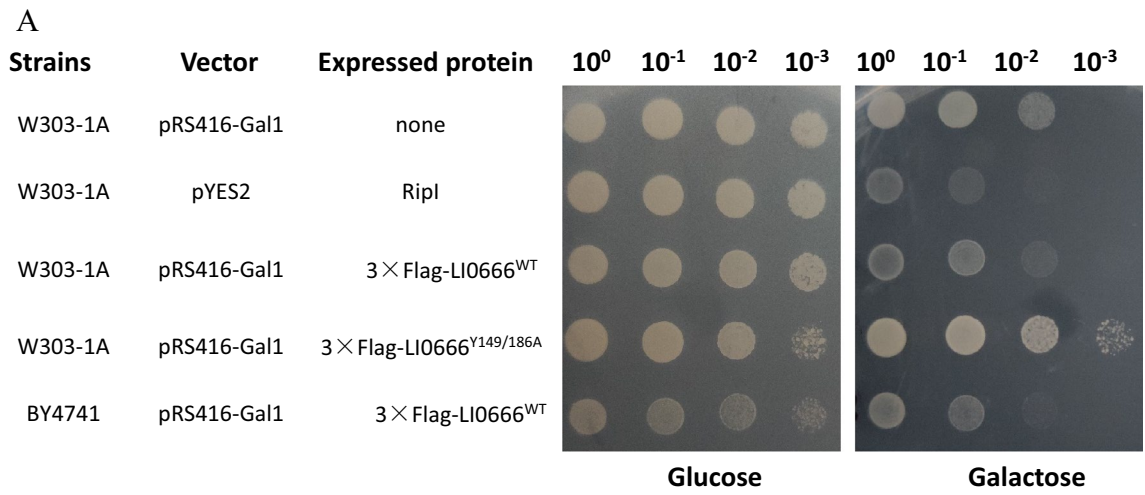 A
Strains Vector Expressed protein 10⁰ 10⁻¹ 10⁻² 10⁻³ 10⁰ 10⁻¹ 10⁻² 10⁻³
W303-1A pRS416-Gal1 none
W303-1A pYES2 RipI
W303-1A pRS416-Gal1 3×Flag-LI0666ᵂᵀ
W303-1A pRS416-Gal1 3×Flag-LI0666ʸ¹⁴⁹/¹⁸⁶ᴬ
BY4741 pRS416-Gal1 3×Flag-LI0666ᵂᵀ
Glucose Galactose